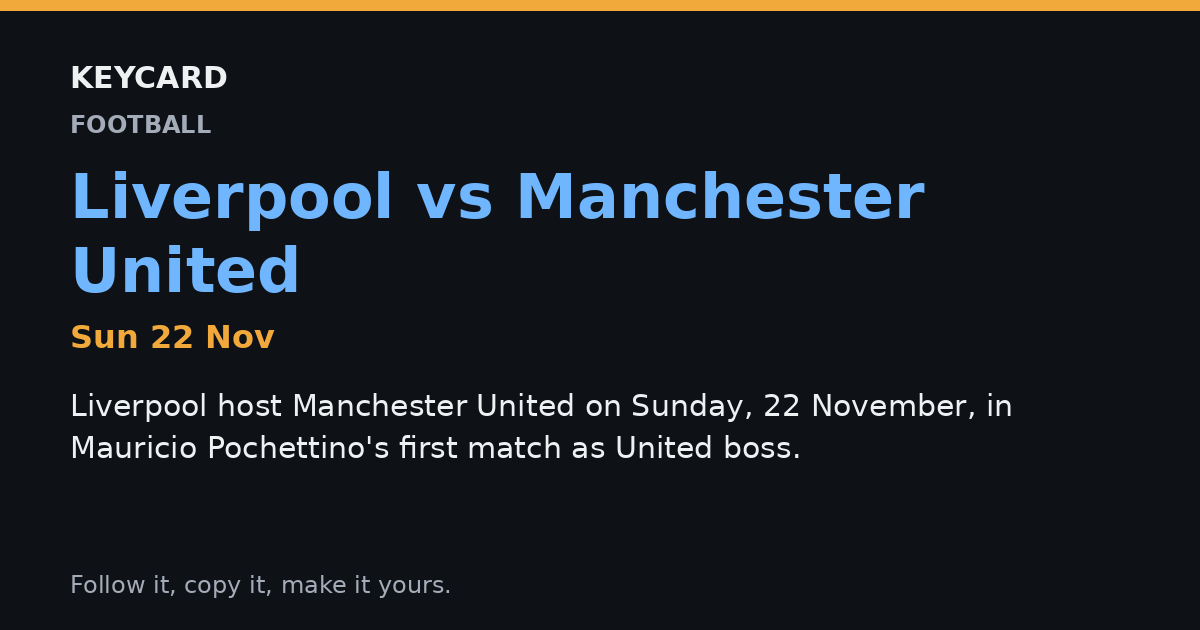 KEYCARD
FOOTBALL
Liverpool vs Manchester
United
Sun 22 Nov
Liverpool host Manchester United on Sunday, 22 November, in
Mauricio Pochettino's first match as United boss.
Follow it, copy it, make it yours.